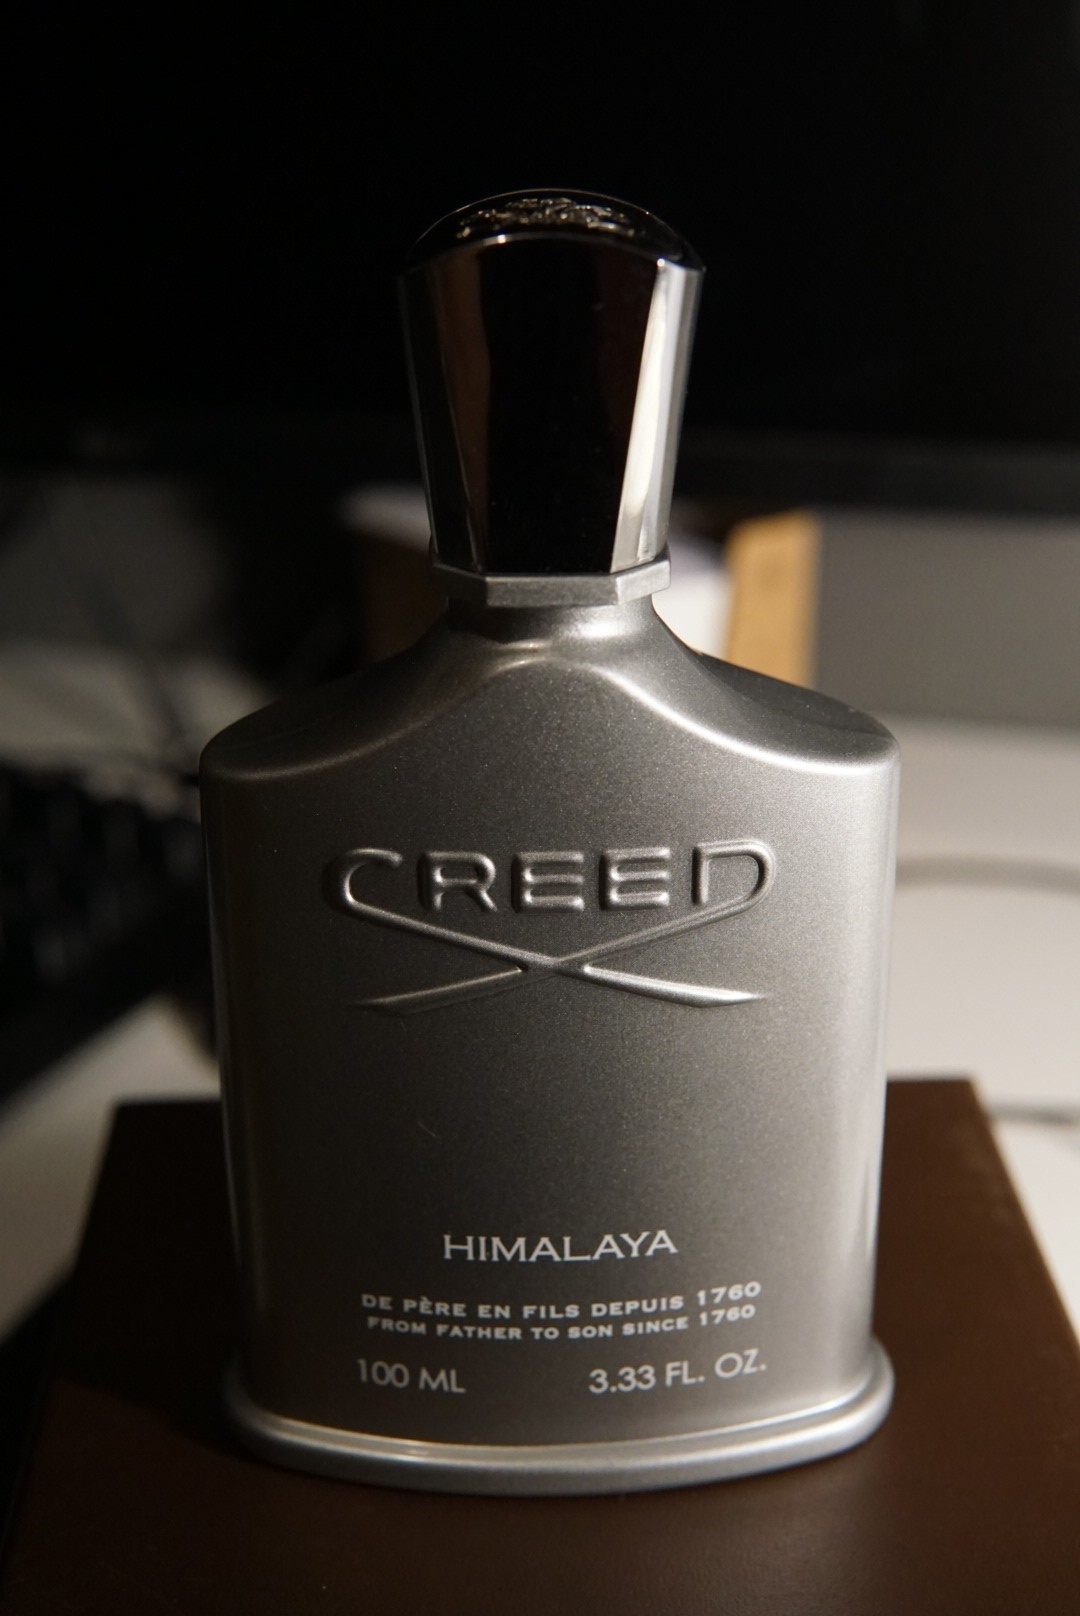 CREED
HIMALAYA
DE PÈRE EN FILS DEPUIS 1760
FROM FATHER TO SON SINCE 1760
100 ML 3.33 FL. OZ.